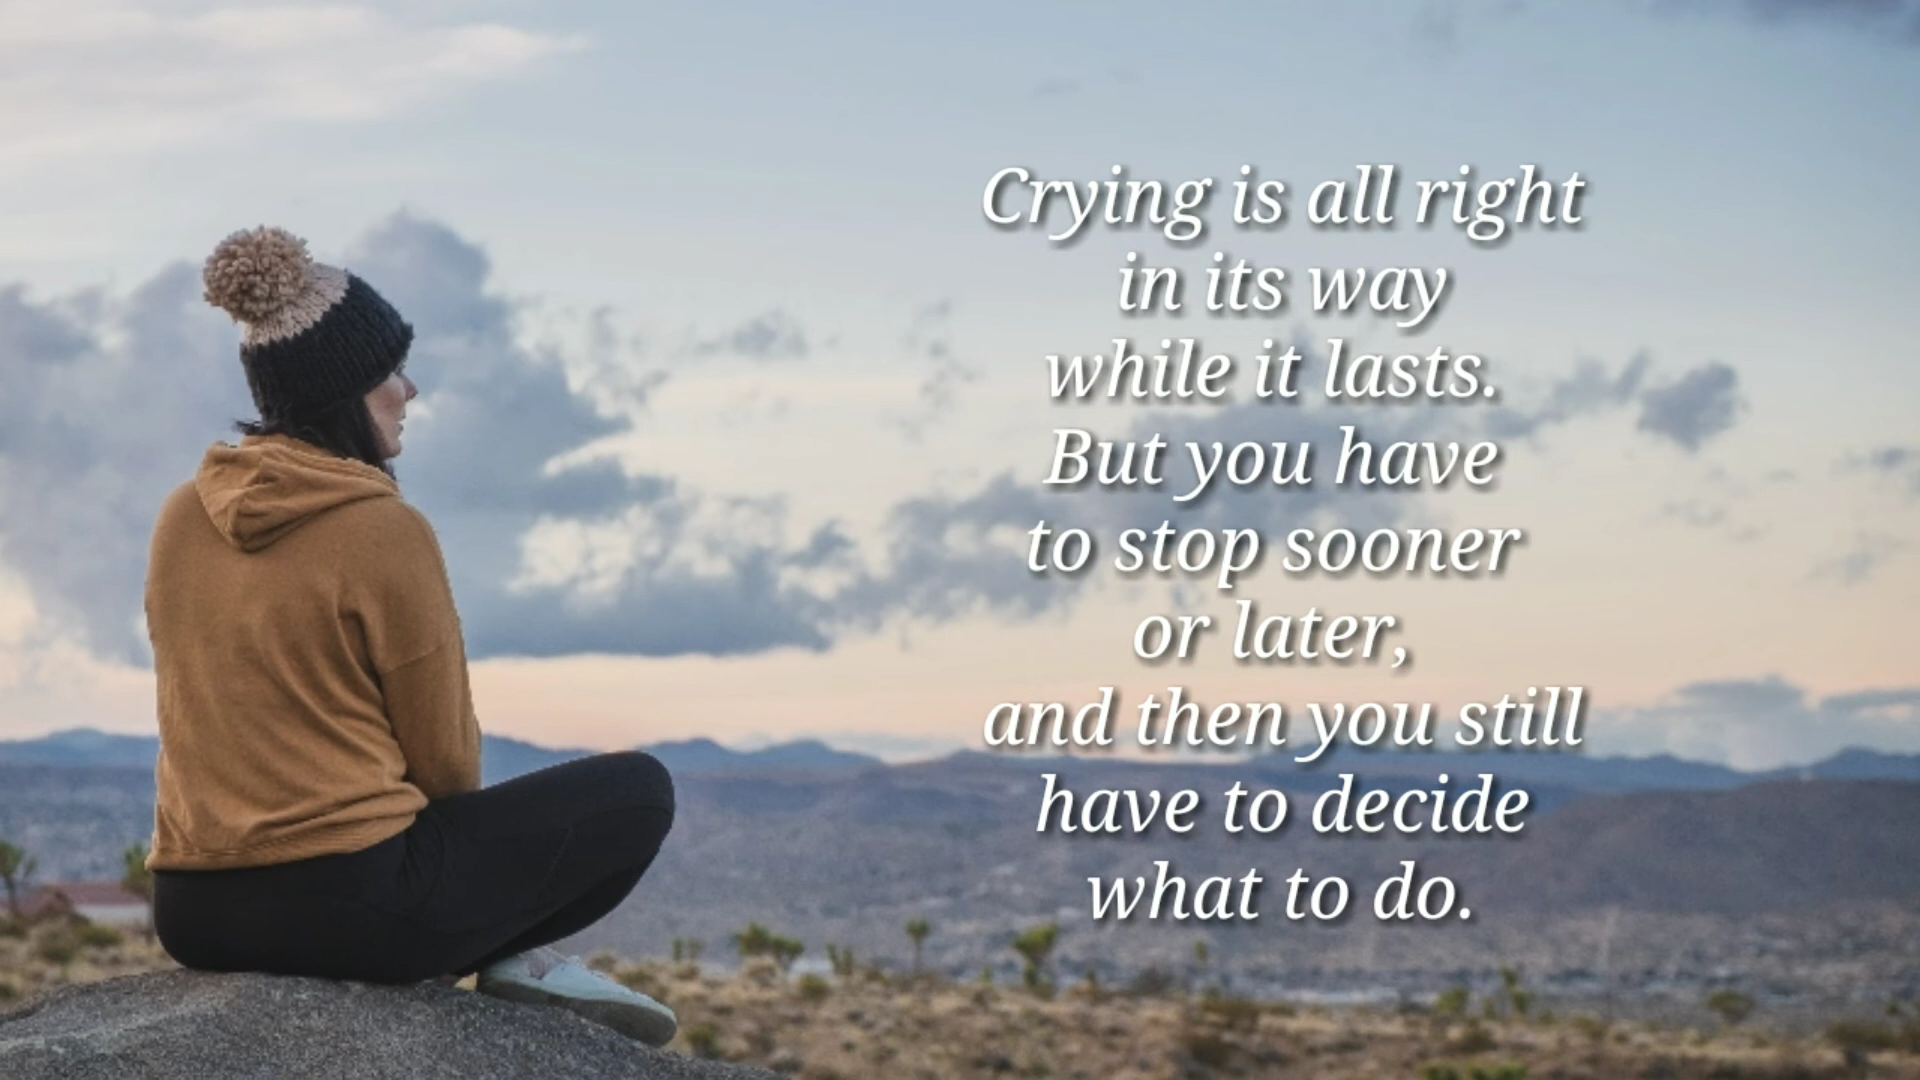 Crying is all right
in its way
while it lasts.
But you have
to stop sooner
or later,
and then you still
have to decide
what to do.